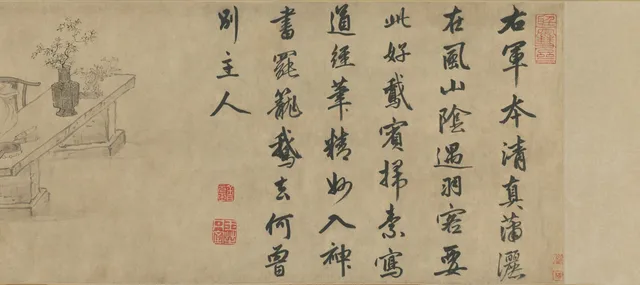 右軍本清真瀟灑
在風山陰遇羽客要
此好鵞賓掃素寫
道經筆精妙入神
書罷籠鵞去何曾
別主人